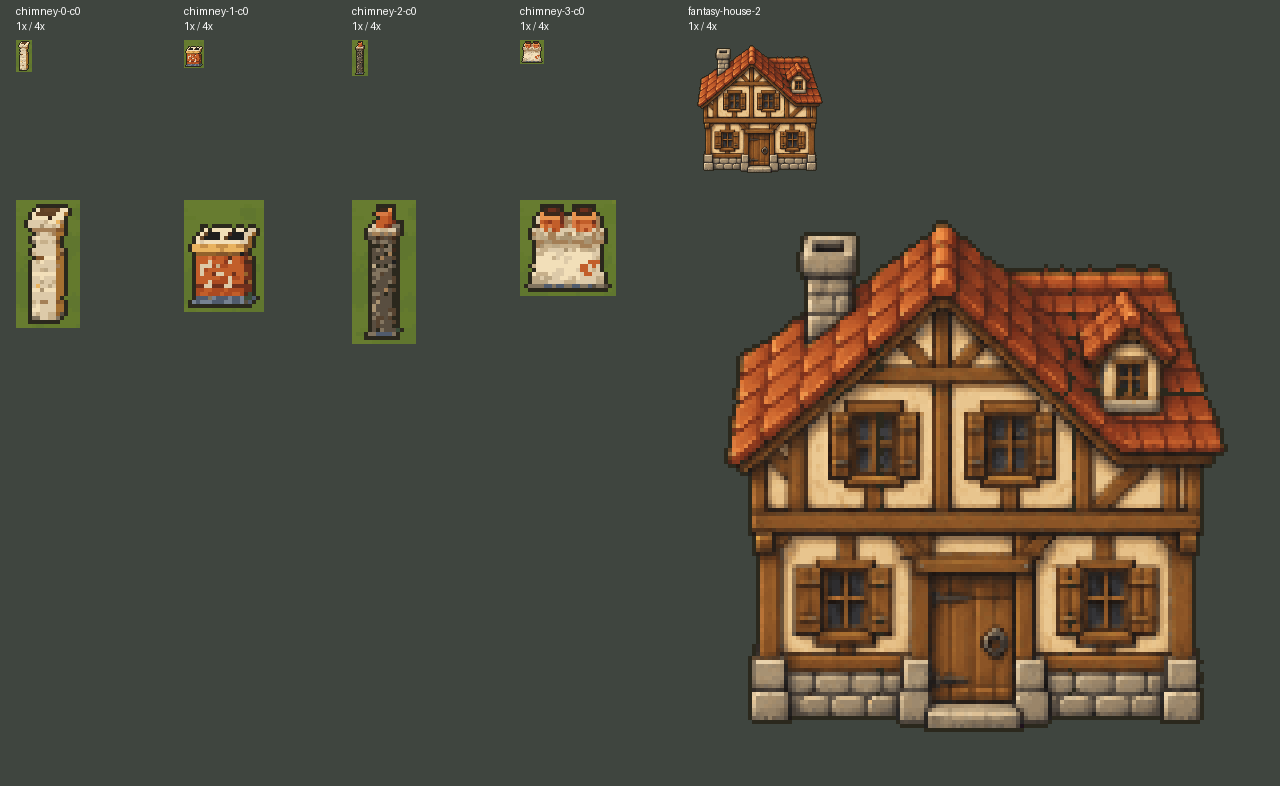 chimney-0-c0
1x / 4x
chimney-1-c0
1x / 4x
chimney-2-c0
1x / 4x
chimney-3-c0
1x / 4x
fantasy-house-2
1x / 4x